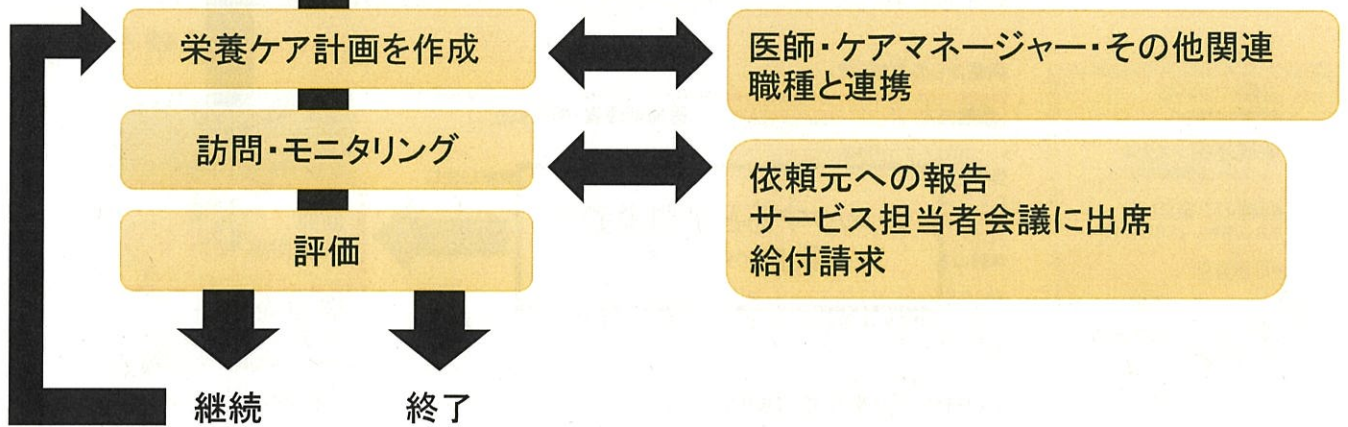 栄養ケア計画を作成
医師・ケアマネージャー・その他関連
職種と連携
訪問・モニタリング
依頼元への報告
サービス担当者会議に出席
給付請求
評価
継続
終了